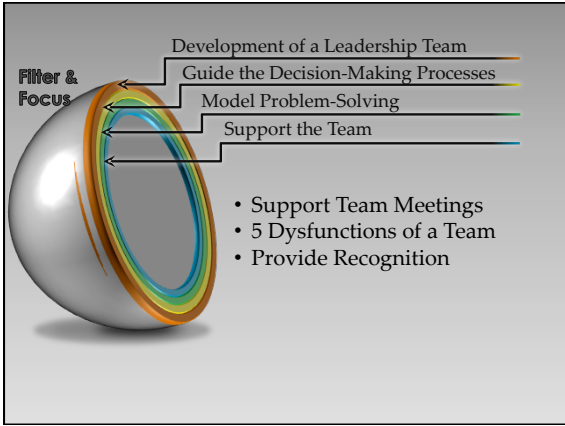 Development of a Leadership Team
Filter &
Focus
Guide the Decision-Making Processes
Model Problem-Solving
Support the Team
• Support Team Meetings
• 5 Dysfunctions of a Team
• Provide Recognition